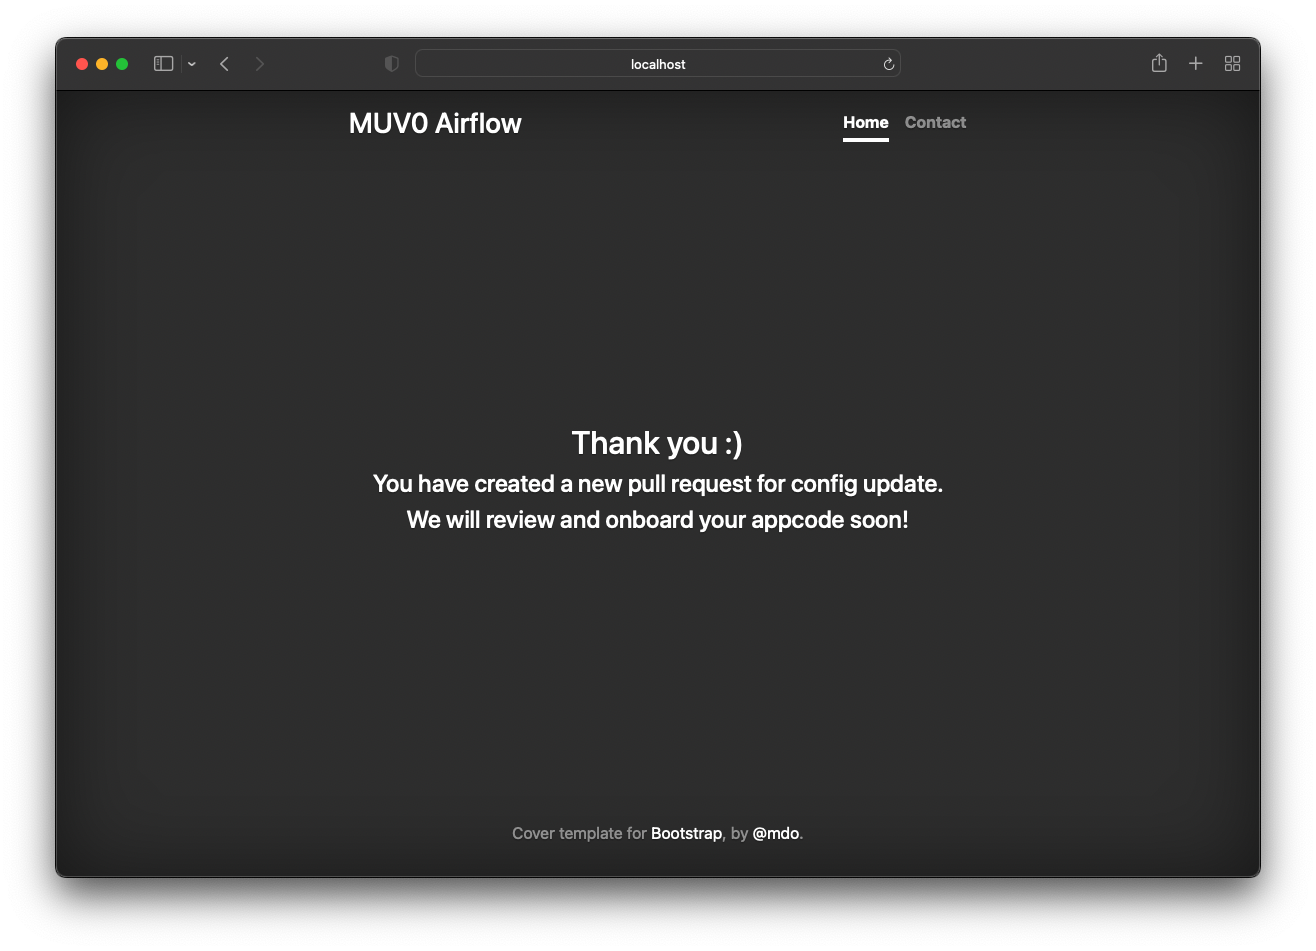 localhost
MUV0 Airflow
Home Contact
Thank you :)
You have created a new pull request for config update.
We will review and onboard your appcode soon!
Cover template for Bootstrap, by @mdo.